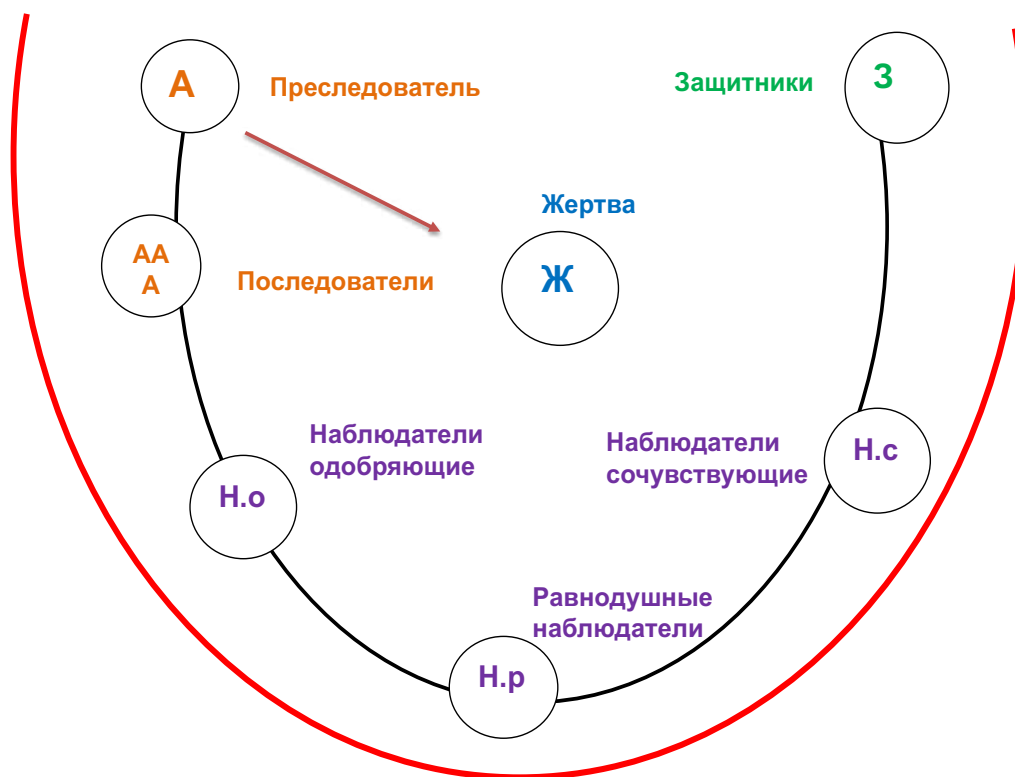 А
Преследователь
Защитники
З
Жертва
Ж
АА
А
Последователи
Наблюдатели
одобряющие
Н.о
Наблюдатели
сочувствующие
Н.с
Равнодушные
наблюдатели
Н.р